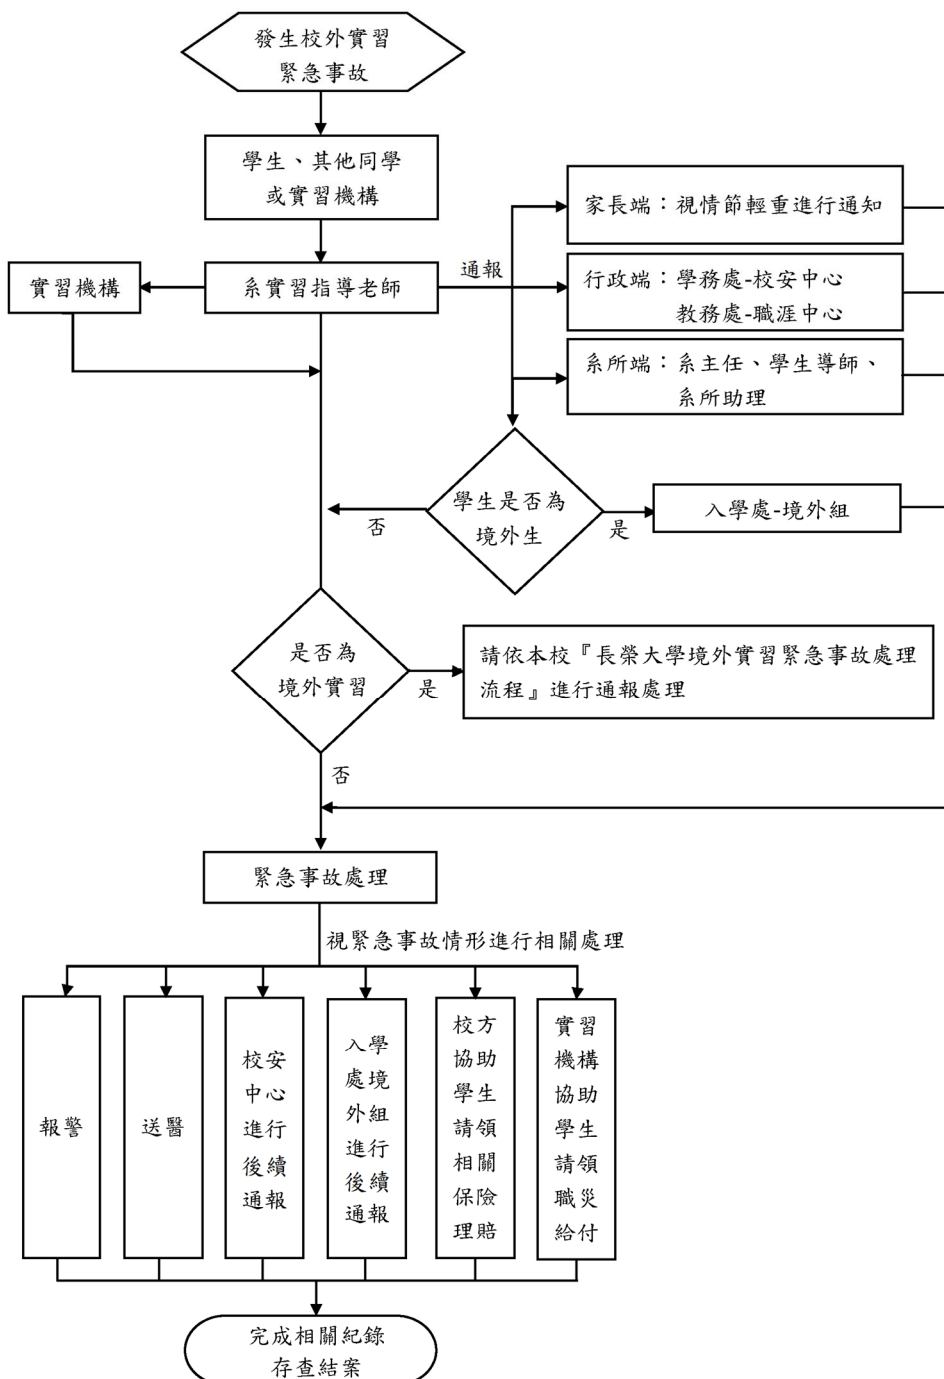 發生校外實習
緊急事故
學生、其他同學
或實習機構
家長端：視情節輕重進行通知
通報
實習機構
系實習指導老師
行政端：學務處-校安中心
教務處-職涯中心
系所端：系主任、學生導師、
系所助理
學生是否為
境外生
否
是
入學處-境外組
是否為
境外實習
是
請依本校『長榮大學境外實習緊急事故處理
流程』進行通報處理
否
緊急事故處理
視緊急事故情形進行相關處理
報警
送醫
校安
中心
進行
後續
通報
入學
處境
外組
進行
後續
通報
校方
協助
學生
請領
相關
保險
理賠
實習
機構
協助
學生
請領
職災
給付
完成相關紀錄
存查結案